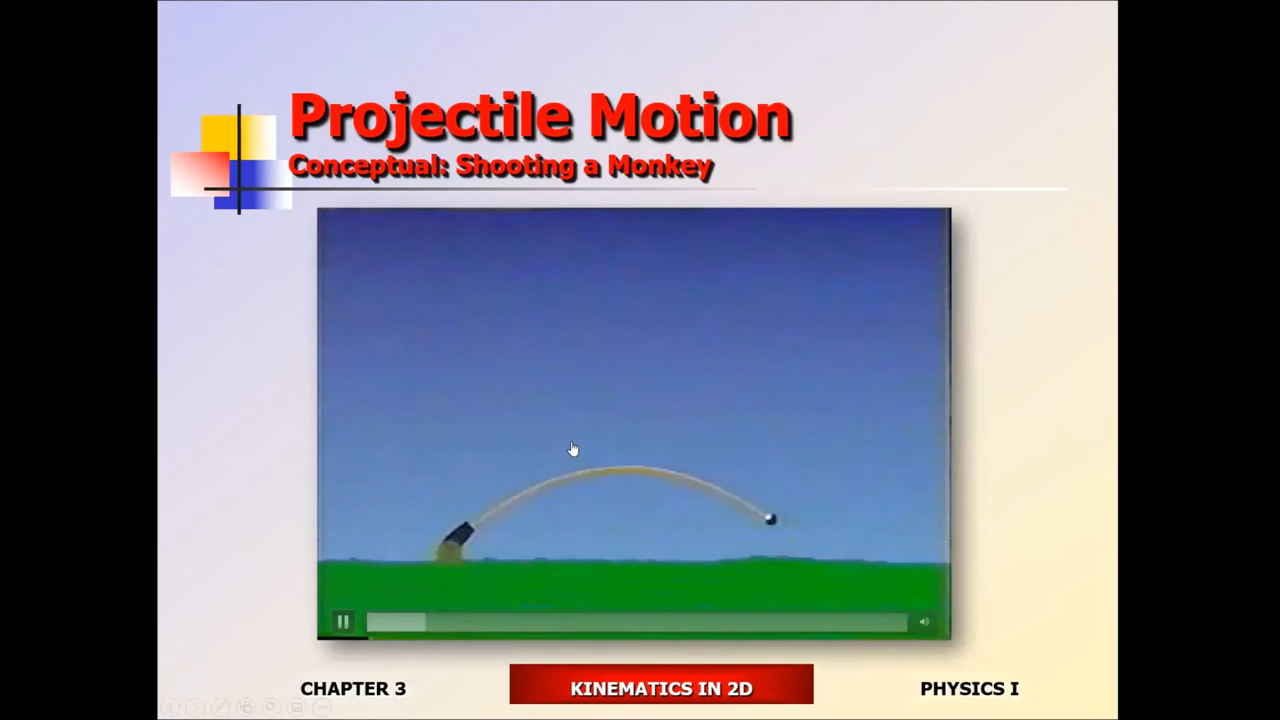 Projectile Motion
Conceptual: Shooting a Monkey
CHAPTER 3
KINEMATICS IN 2D
PHYSICS I